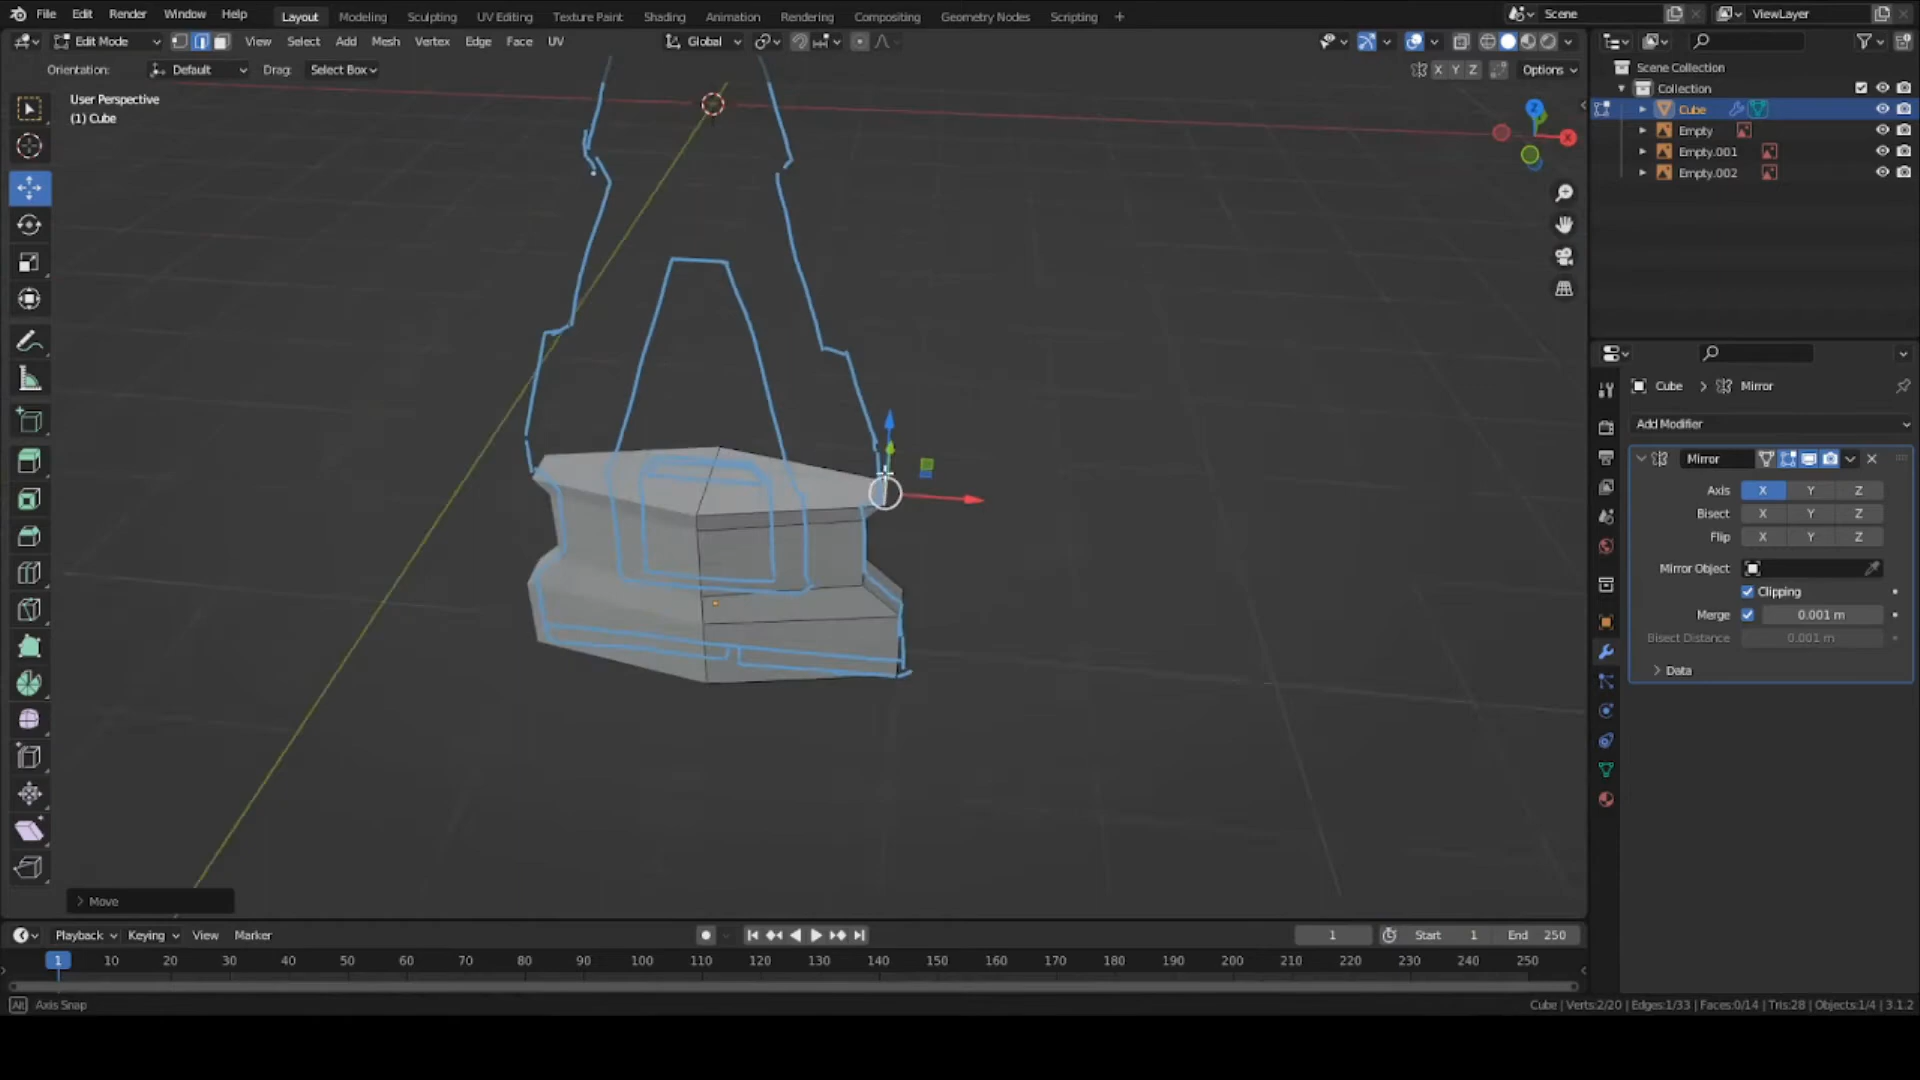 File Edit Render Window Help Layout Modeling Sculpting UV Editing Texture Paint Shading Animation Rendering Compositing Geometry Nodes Scripting + Scene ViewLayer
Edit Mode View Select Add Mesh Vertex Edge Face UV Global
Orientation: Default Drag: Select Box X Y Z Options
User Perspective
(1) Cube
Z
X
Scene Collection
Collection
Cube
Empty
Empty.001
Empty.002
Cube > Mirror
Add Modifier
Mirror
Axis X Y Z
Bisect X Y Z
Flip X Y Z
Mirror Object
Clipping
Merge 0.001 m
Bisect Distance 0.001 m
> Data
> Move
Playback Keying View Marker 1 Start 1 End 250
1 10 20 30 40 50 60 70 80 90 100 110 120 130 140 150 160 170 180 190 200 210 220 230 240 250
Alt Axis Snap Cube | Verts:2/20 | Edges:1/33 | Faces:0/14 | Tris:28 | Objects:1/4 | 3.1.2